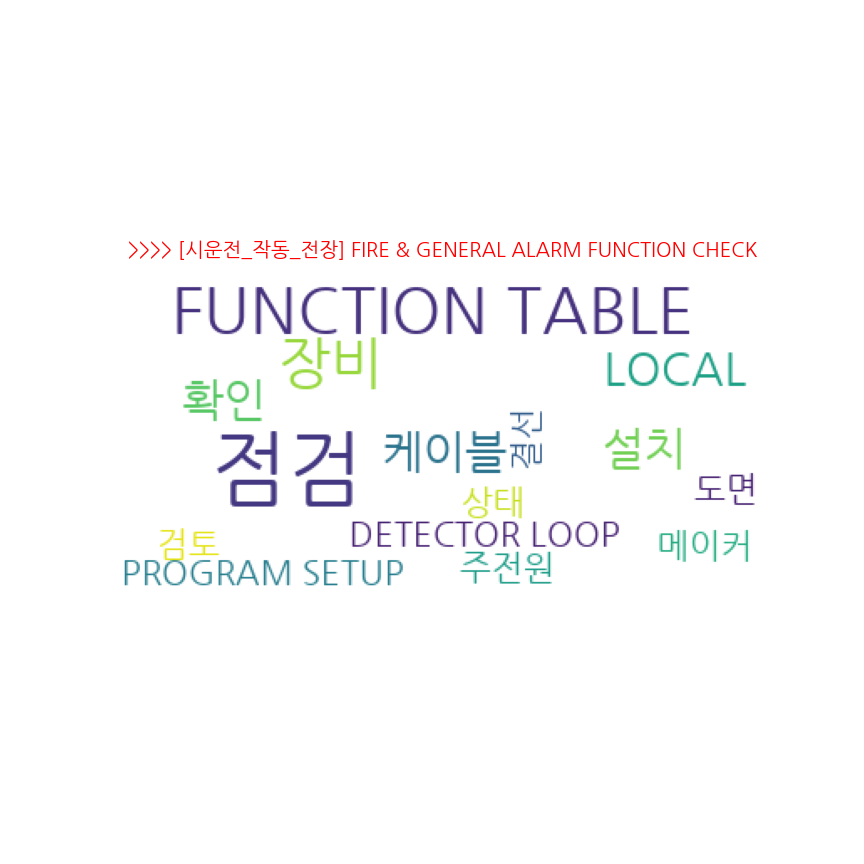 >>>> [시운전_작동_전장] FIRE & GENERAL ALARM FUNCTION CHECK
FUNCTION TABLE
장비
LOCAL
확인
결선
케이블
설치
점검
도면
상태
DETECTOR LOOP
검토
메이커
주전원
PROGRAM SETUP